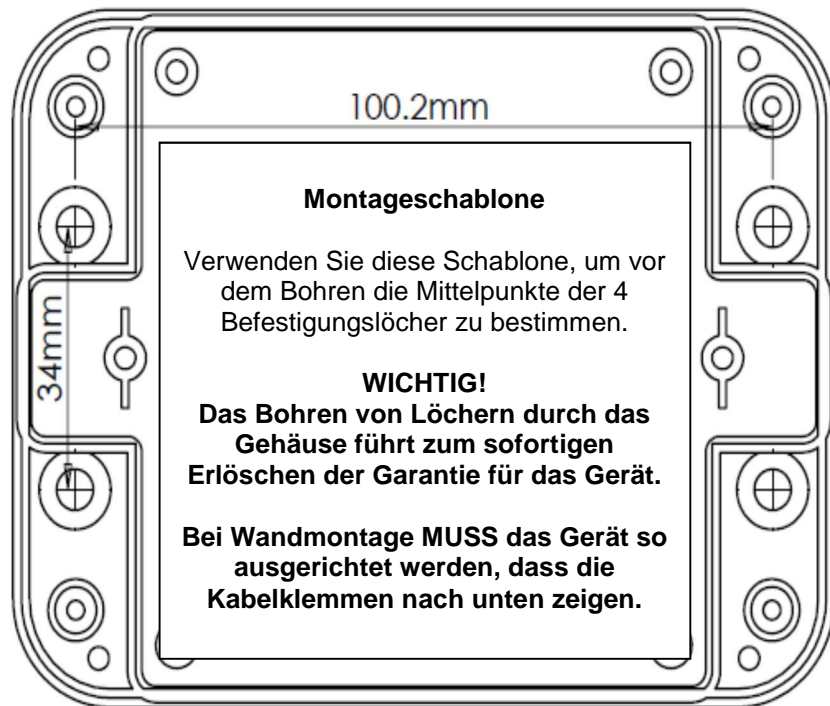 100.2mm
Montageschablone
Verwenden Sie diese Schablone, um vor
dem Bohren die Mittelpunkte der 4
Befestigungslöcher zu bestimmen.
34mm
WICHTIG!
Das Bohren von Löchern durch das
Gehäuse führt zum sofortigen
Erlöschen der Garantie für das Gerät.
Bei Wandmontage MUSS das Gerät so
ausgerichtet werden, dass die
Kabelklemmen nach unten zeigen.